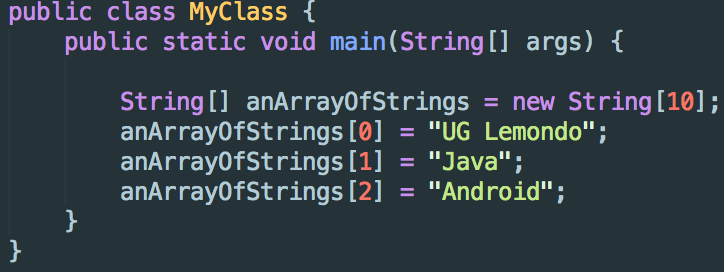 public class MyClass {
    public static void main(String[] args) {

        String[] anArrayOfStrings = new String[10];
        anArrayOfStrings[0] = "UG Lemondo";
        anArrayOfStrings[1] = "Java";
        anArrayOfStrings[2] = "Android";
    }
}